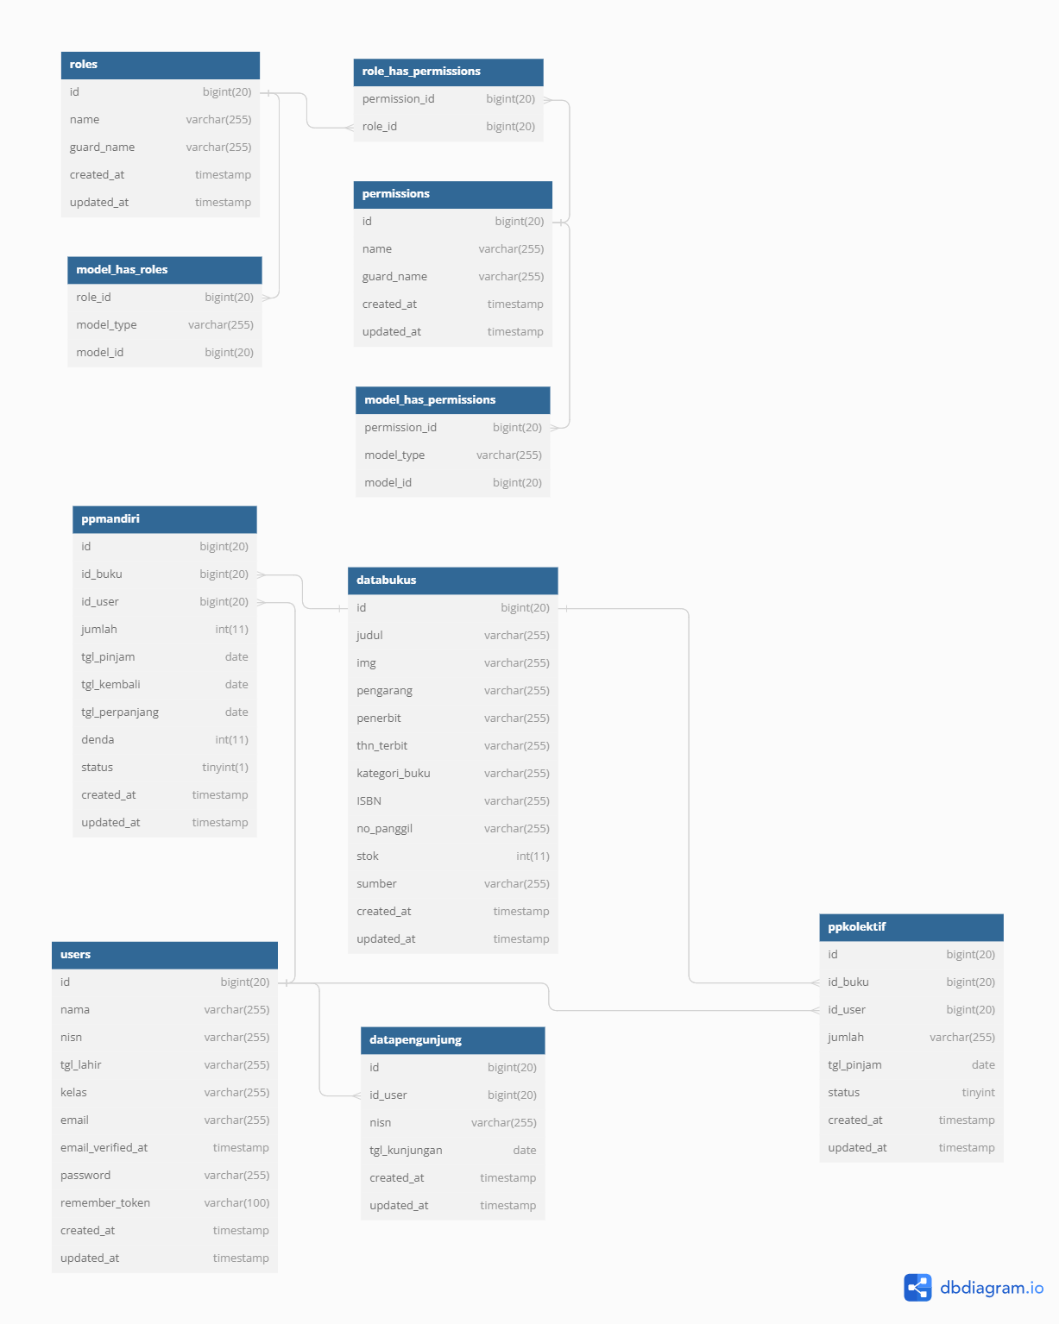 roles
id bigint(20)
name varchar(255)
guard_name varchar(255)
created_at timestamp
updated_at timestamp
role_has_permissions
permission_id bigint(20)
role_id bigint(20)
permissions
id bigint(20)
name varchar(255)
guard_name varchar(255)
created_at timestamp
updated_at timestamp
model_has_roles
role_id bigint(20)
model_type varchar(255)
model_id bigint(20)
model_has_permissions
permission_id bigint(20)
model_type varchar(255)
model_id bigint(20)
ppmandiri
id bigint(20)
id_buku bigint(20)
id_user bigint(20)
jumlah int(11)
tgl_pinjam date
tgl_kembali date
tgl_perpanjang date
denda int(11)
status tinyint(1)
created_at timestamp
updated_at timestamp
databukus
id bigint(20)
judul varchar(255)
img varchar(255)
pengarang varchar(255)
penerbit varchar(255)
thn_terbit varchar(255)
kategori_buku varchar(255)
ISBN varchar(255)
no_panggil varchar(255)
stok int(11)
sumber varchar(255)
created_at timestamp
updated_at timestamp
ppkolektif
id bigint(20)
id_buku bigint(20)
id_user bigint(20)
jumlah varchar(255)
tgl_pinjam date
status tinyint
created_at timestamp
updated_at timestamp
users
id bigint(20)
nama varchar(255)
nisn varchar(255)
tgl_lahir varchar(255)
kelas varchar(255)
email varchar(255)
email_verified_at timestamp
password varchar(255)
remember_token varchar(100)
created_at timestamp
updated_at timestamp
datapengunjung
id bigint(20)
id_user bigint(20)
nisn varchar(255)
tgl_kunjungan date
created_at timestamp
updated_at timestamp
dbdiagram.io